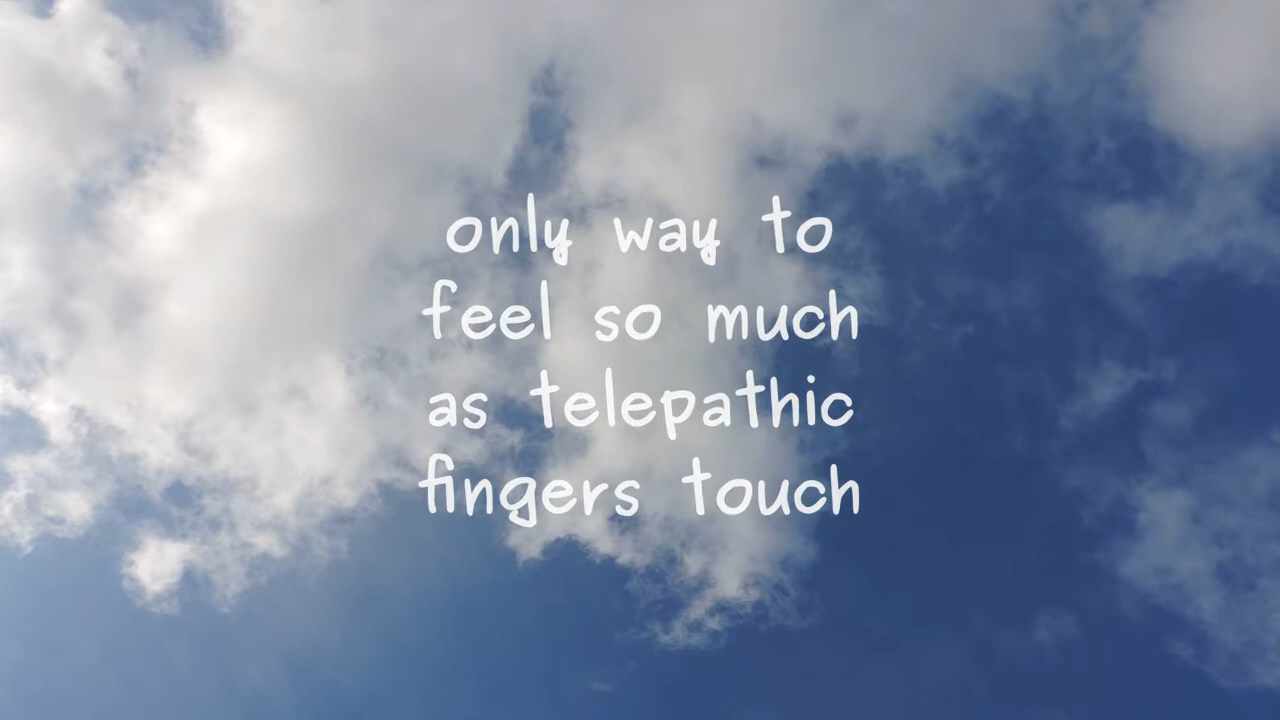 only way to
feel so much
as telepathic
fingers touch